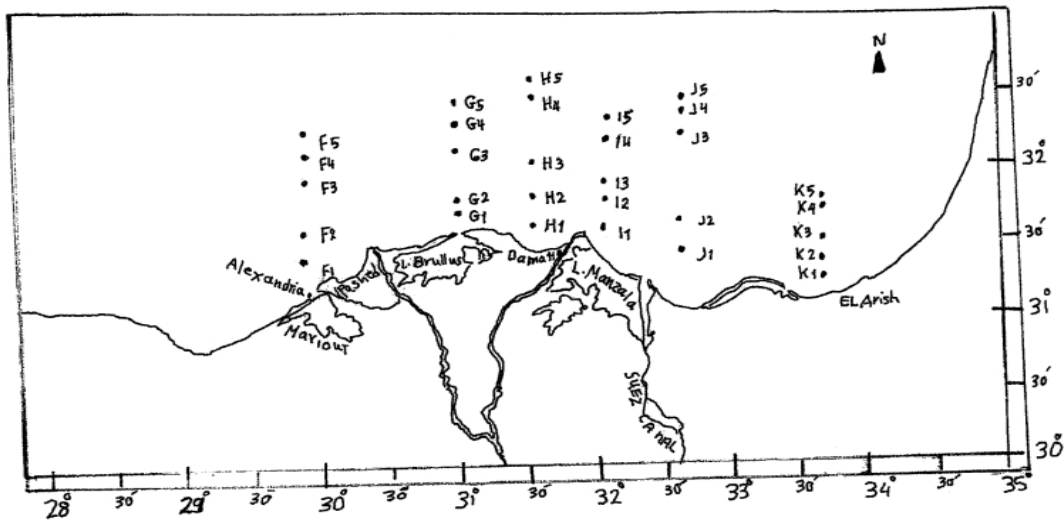 N
H5
H4
J5
J4
J3
G5
G4
G3
I5
I4
F5
F4
F3
H3
H2
H1
I3
I2
I1
G2
G1
J2
J1
K5
K4
K3
K2
K1
F2
F1
30'
32°
30'
31°
30'
30°
Alexandria
Mariout
L. Brullus
L. Manzala
SUEZ
CANAL
EL Arish
28° 30' 29° 30' 30° 30' 31° 30' 32° 30' 33° 30' 34° 30' 35°